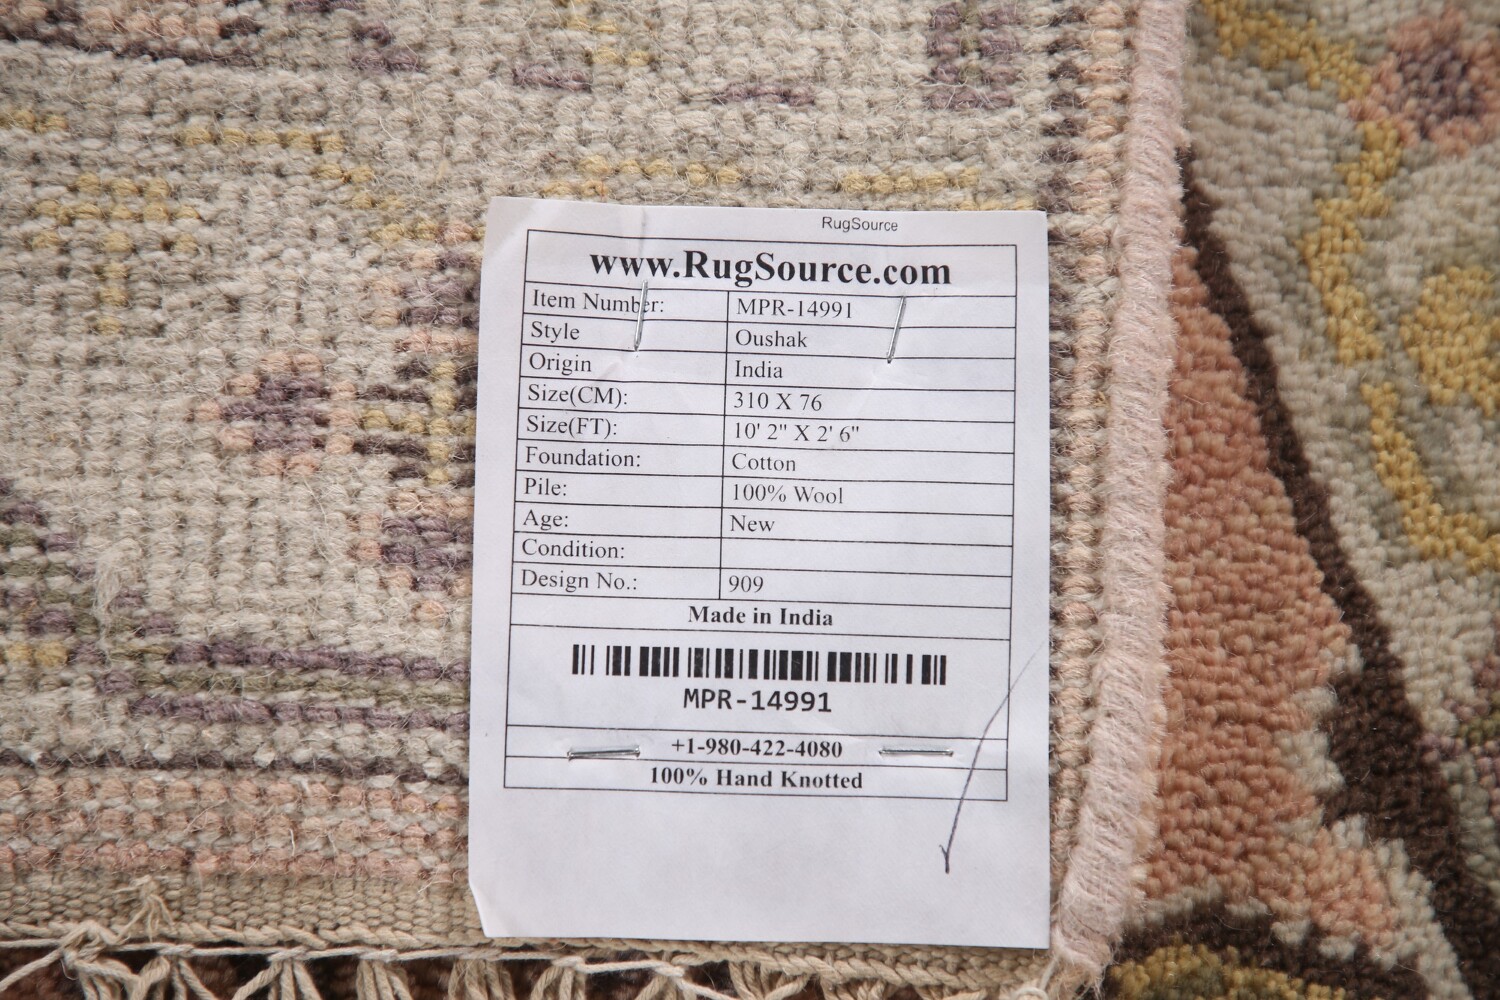 RugSource
www.RugSource.com
Item Number: MPR-14991
Style Oushak
Origin India
Size(CM): 310 X 76
Size(FT): 10' 2" X 2' 6"
Foundation: Cotton
Pile: 100% Wool
Age: New
Condition:
Design No.: 909
Made in India
MPR-14991
+1-980-422-4080
100% Hand Knotted